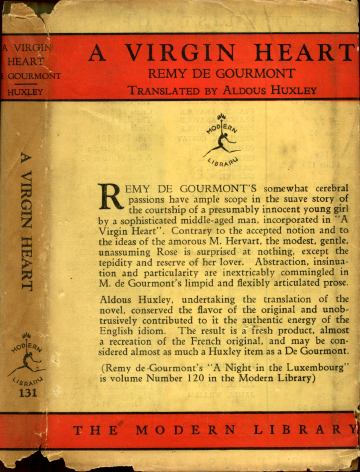 A VIRGIN
HEART
DE GOURMONT
HUXLEY
A VIRGIN HEART
MODERN
LIBRARY
131
A VIRGIN HEART
REMY DE GOURMONT
TRANSLATED BY ALDOUS HUXLEY
MODERN
LIBRARY
REMY DE GOURMONT'S somewhat cerebral
passions have ample scope in the suave story of
the courtship of a presumably innocent young girl
by a sophisticated middle-aged man, incorporated in "A
Virgin Heart". Contrary to the accepted notion and to
the ideas of the amorous M. Hervart, the modest, gentle,
unassuming Rose is surprised at nothing, except the
tepidity and reserve of her lover. Abstraction, insinua-
tion and particularity are inextricably commingled in
M. de Gourmont's limpid and flexibly articulated prose.
Aldous Huxley, undertaking the translation of the
novel, conserved the flavor of the original and unob-
trusively contributed to it the authentic energy of the
English idiom. The result is a fresh product, almost
a recreation of the French original, and may be con-
sidered almost as much a Huxley item as a De Gourmont.
(Remy de Gourmont's "A Night in the Luxembourg"
is volume Number 120 in the Modern Library)
THE MODERN LIBRARY